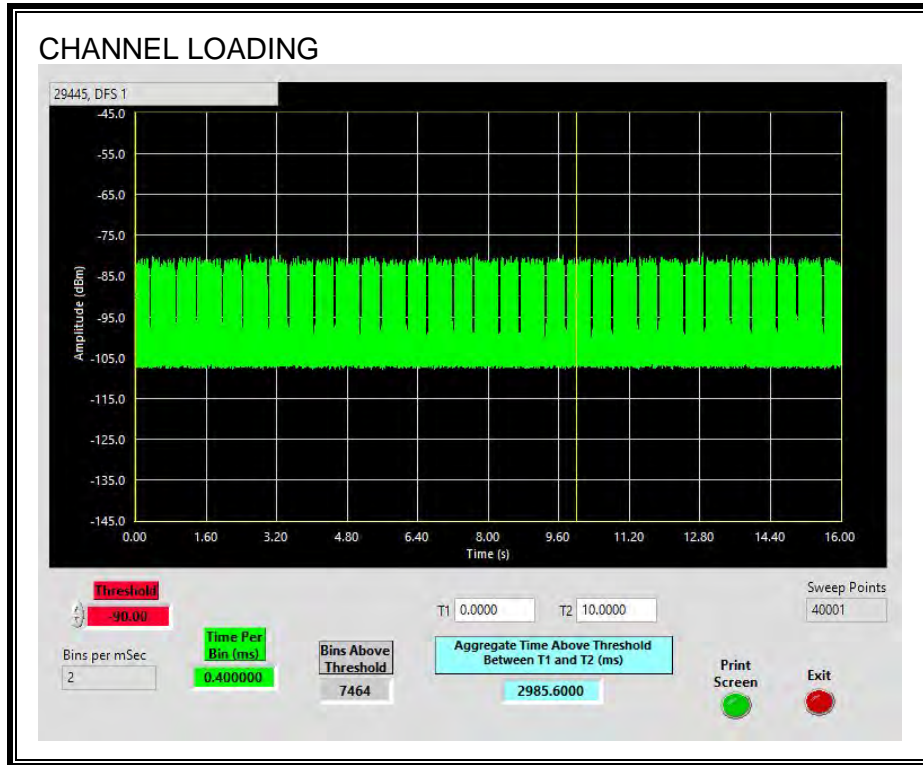 CHANNEL LOADING
29445, DFS 1
-45.0
-55.0
-65.0
-75.0
-85.0
-95.0
-105.0
-115.0
-125.0
-135.0
-145.0
Amplitude (dBm)
0.00 1.60 3.20 4.80 6.40 8.00 9.60 11.20 12.80 14.40 16.00
Time (s)
Threshold
-90.00
Bins per mSec
2
Time Per
Bin (ms)
0.400000
Bins Above
Threshold
7464
T1 0.0000 T2 10.0000
Aggregate Time Above Threshold
Between T1 and T2 (ms)
2985.6000
Sweep Points
40001
Print
Screen
Exit